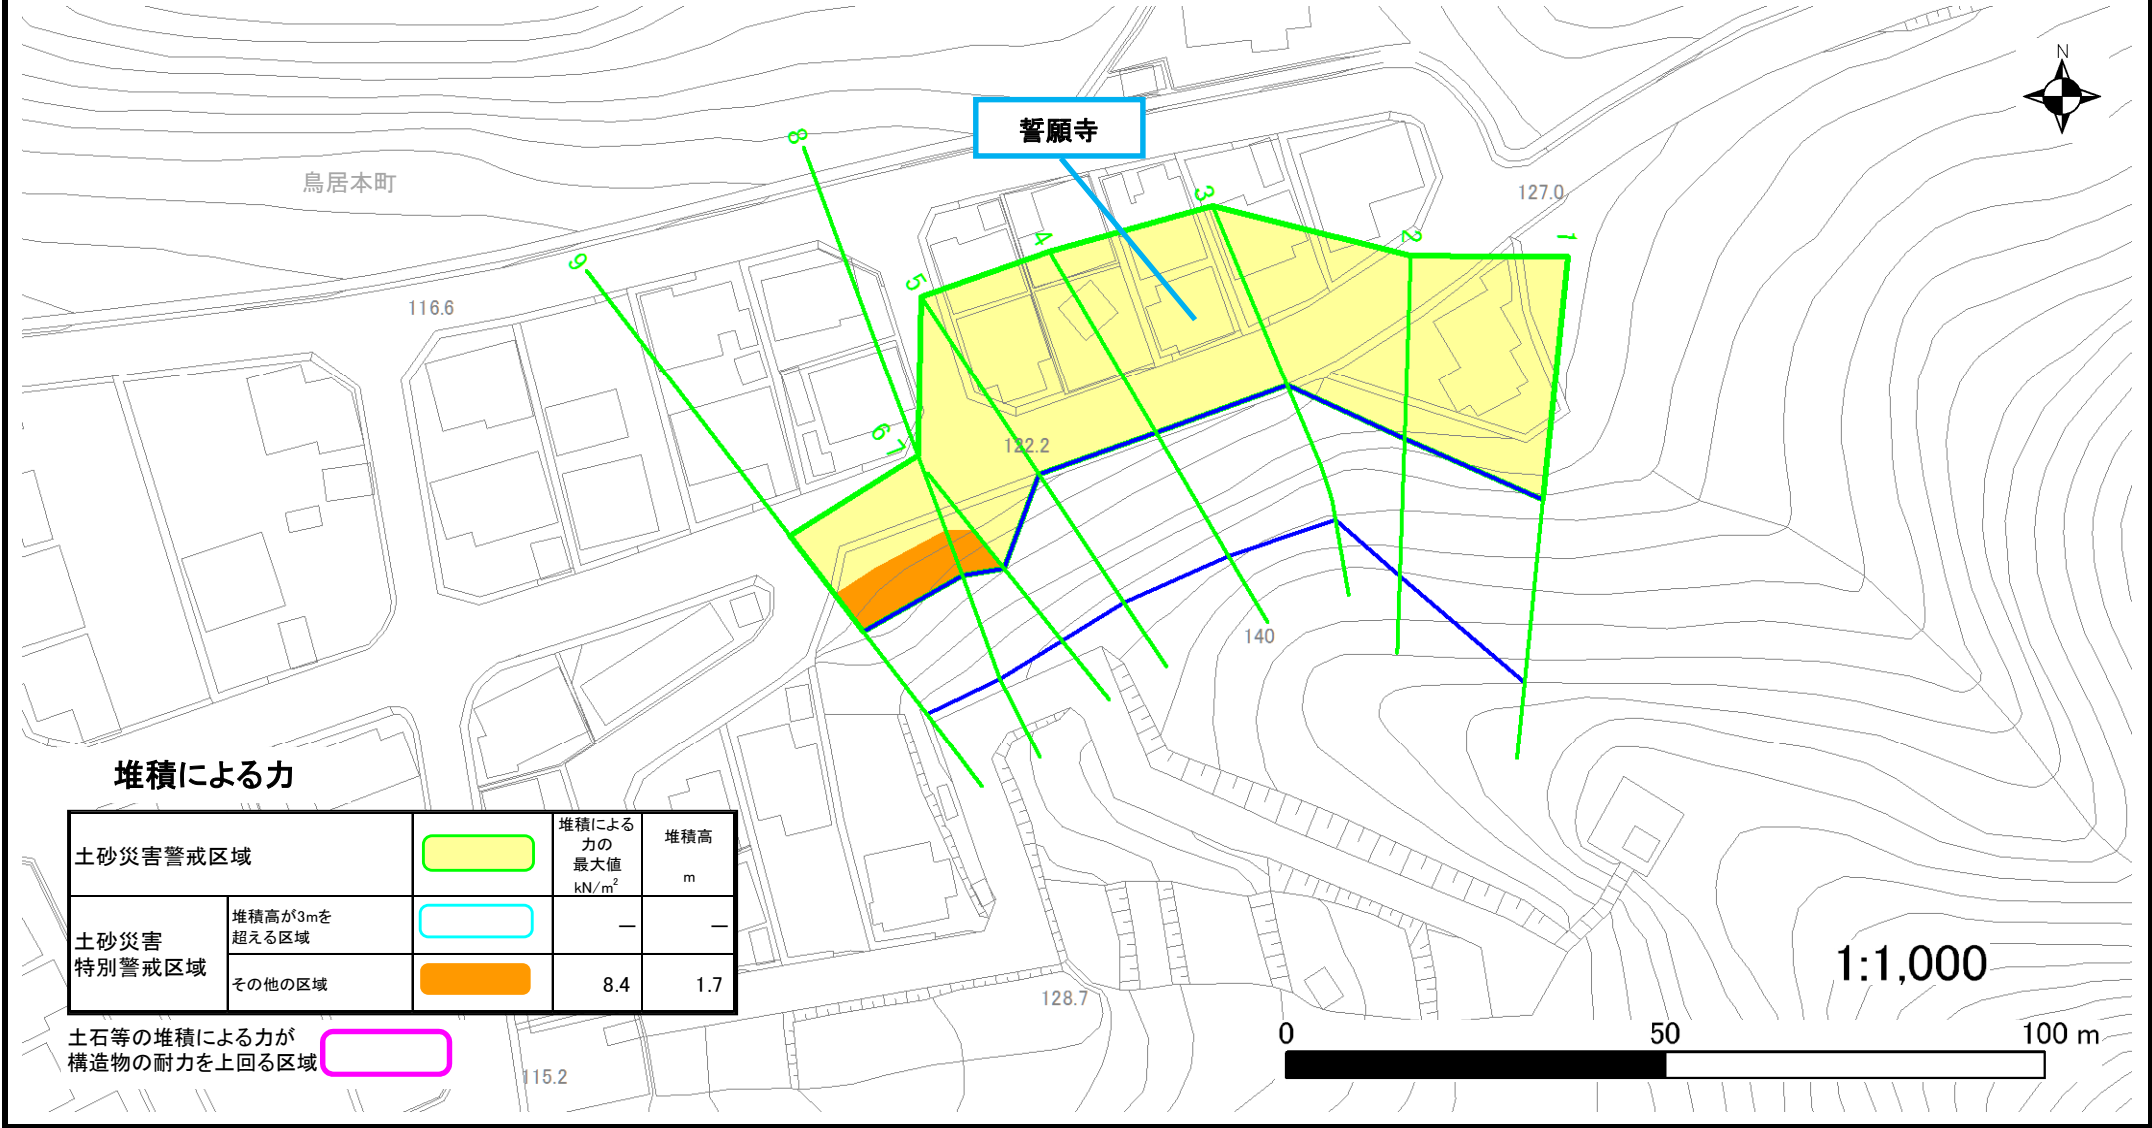 N
誓願寺
鳥居本町
8
3
127.0
4
2
1
9
5
116.6
6
7
122.2
140
堆積による力
土砂災害警戒区域
堆積による
力の
最大値
kN/m²
堆積高
m
土砂災害
特別警戒区域
堆積高が3mを
超える区域
—
—
その他の区域
8.4
1.7
土石等の堆積による力が
構造物の耐力を上回る区域
1:1,000
128.7
115.2
0
50
100 m